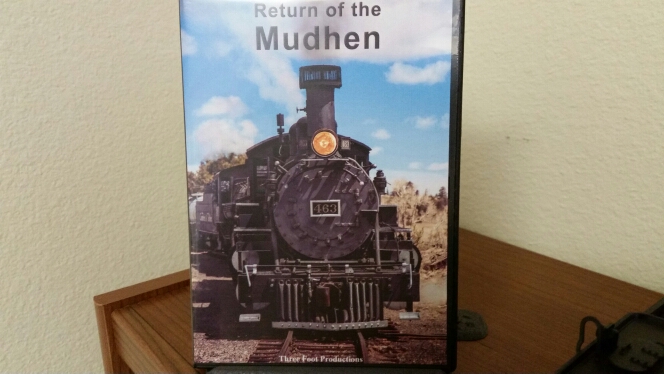 Return of the
Mudhen
463
Three Foot Productions